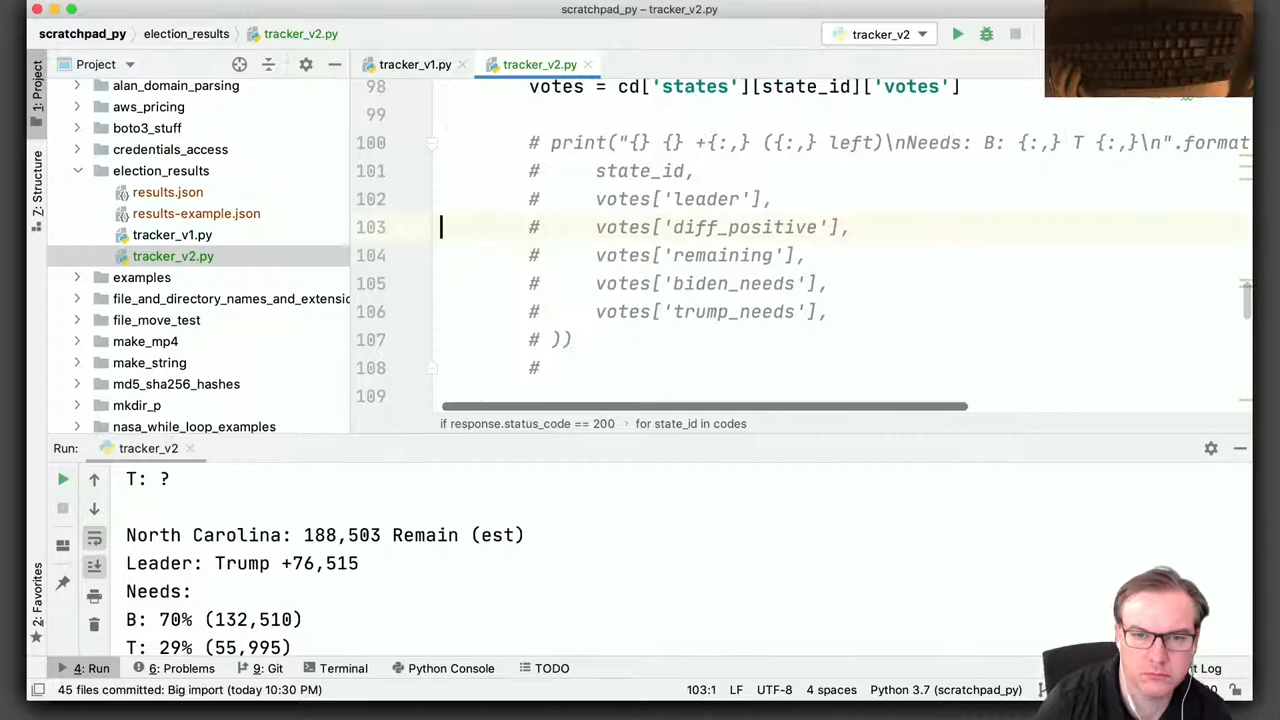 scratchpad_py – tracker_v2.py
scratchpad_py
election_results
tracker_v2.py
tracker_v2
Project
tracker_v1.py
tracker_v2.py
1: Project
Z: Structure
2: Favorites
alan_domain_parsing
aws_pricing
boto3_stuff
credentials_access
election_results
results.json
results-example.json
tracker_v1.py
tracker_v2.py
examples
file_and_directory_names_and_extensio
file_move_test
make_mp4
make_string
md5_sha256_hashes
mkdir_p
nasa_while_loop_examples
98 votes = cd['states'][state_id]['votes']
99
100 # print("{} {} +{:,} ({:,} left)\nNeeds: B: {:,} T {:,}\n".format
101 # state_id,
102 # votes['leader'],
103 # votes['diff_positive'],
104 # votes['remaining'],
105 # votes['biden_needs'],
106 # votes['trump_needs'],
107 # ))
108 #
109
if response.status_code == 200 › for state_id in codes
Run: tracker_v2
T: ?
North Carolina: 188,503 Remain (est)
Leader: Trump +76,515
Needs:
B: 70% (132,510)
T: 29% (55,995)
4: Run 6: Problems 9: Git Terminal Python Console TODO t Log
45 files committed: Big import (today 10:30 PM) 103:1 LF UTF-8 4 spaces Python 3.7 (scratchpad_py)